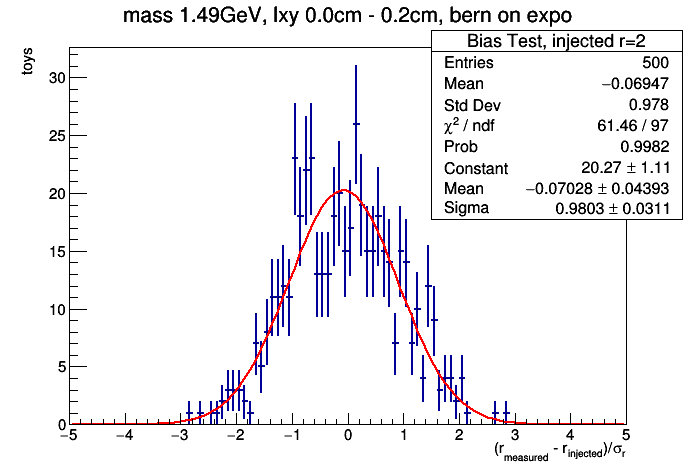 mass 1.49GeV, lxy 0.0cm - 0.2cm, bern on expo
Bias Test, injected r=2
Entries 500
Mean −0.06947
Std Dev 0.978
χ² / ndf 61.46 / 97
Prob 0.9982
Constant 20.27 ± 1.11
Mean −0.07028 ± 0.04393
Sigma 0.9803 ± 0.0311
toys
30
25
20
15
10
5
0
−5 −4 −3 −2 −1 0 1 2 3 4 5
(r_measured - r_injected)/σ_r